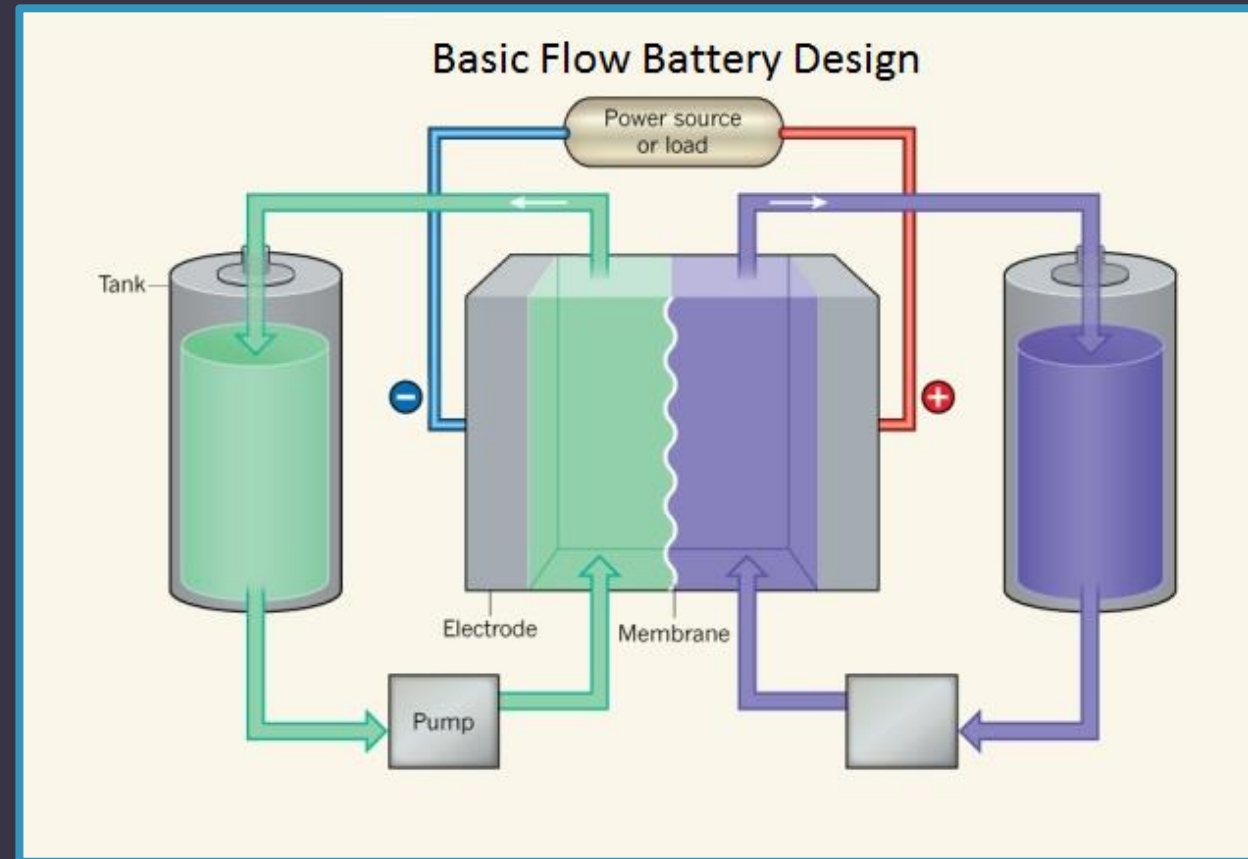 Basic Flow Battery Design
Power source
or load
Tank
−
+
Electrode
Membrane
Pump